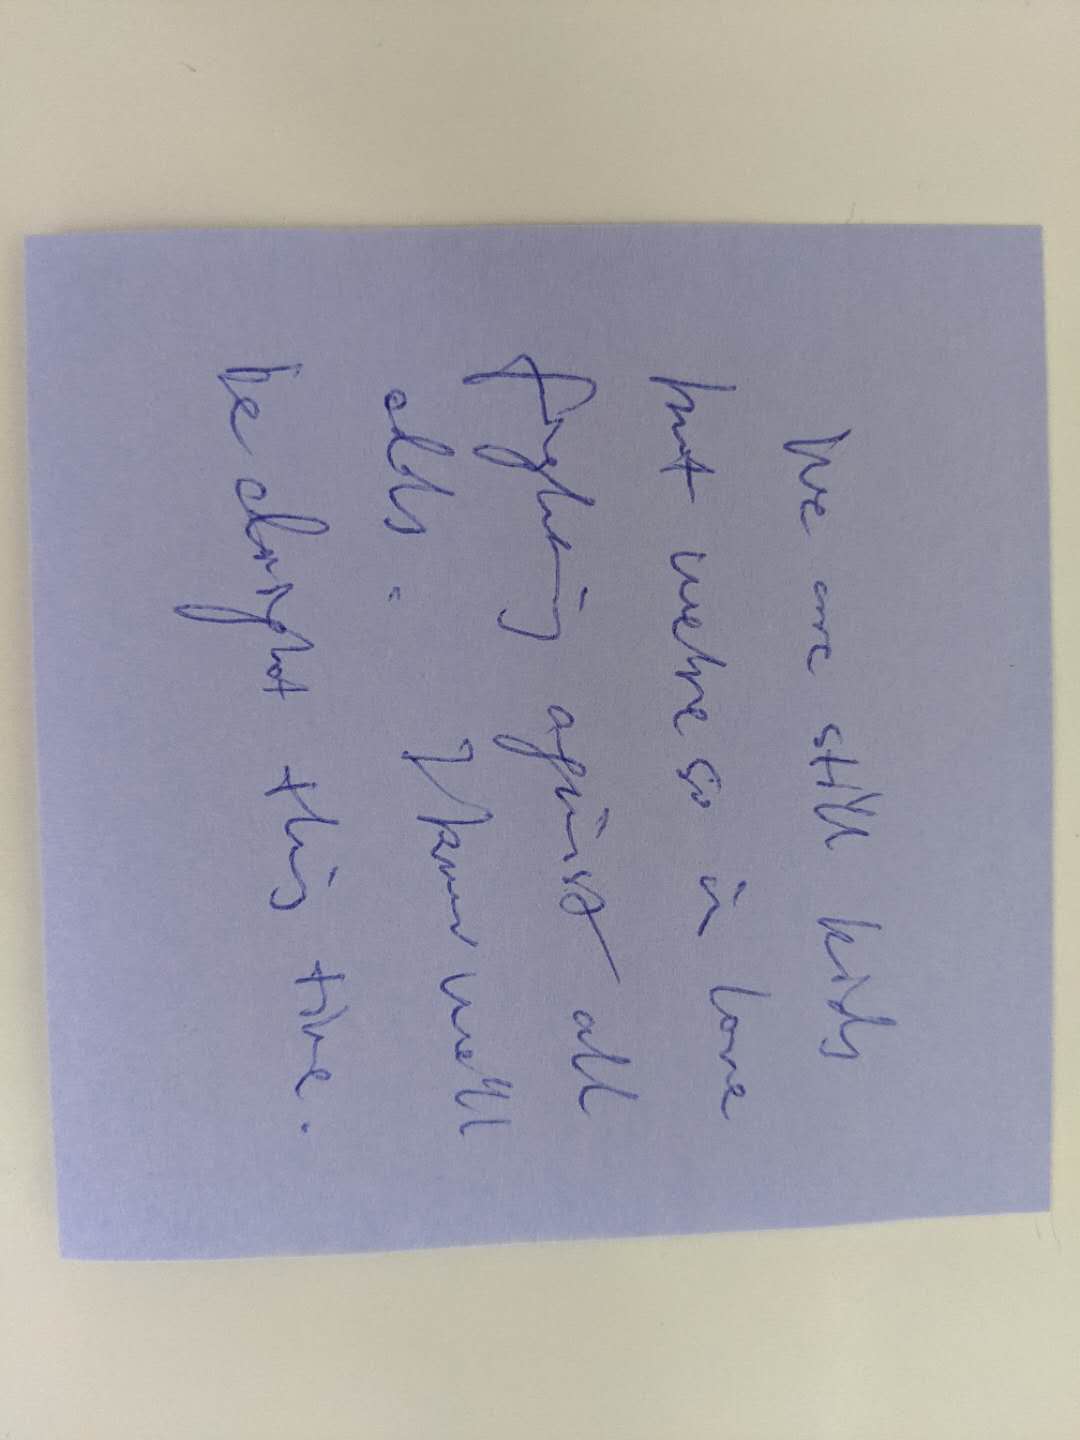 We are still kids
but we're so in love
fighting against all
odds. I know we'll
be alright this time.